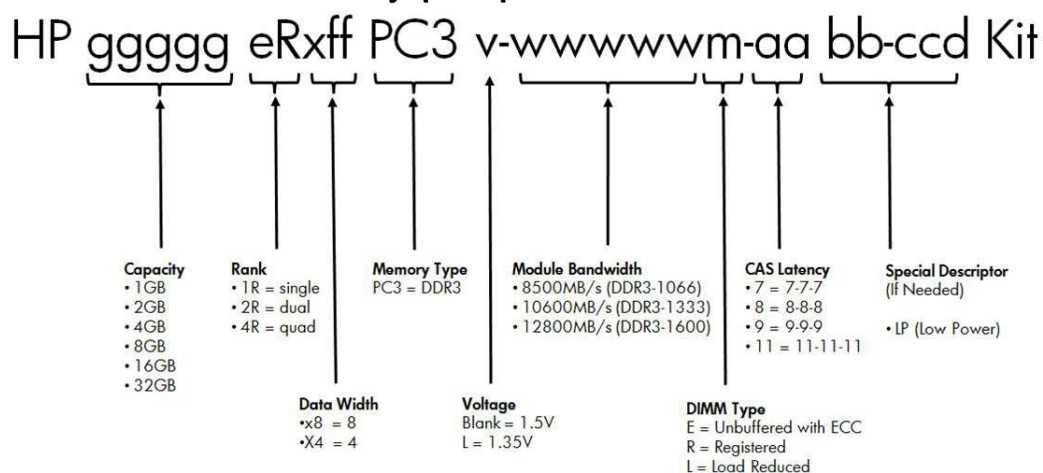 HP ggggg eRxff PC3 v-wwwwwm-aa bb-ccd Kit
Capacity
• 1GB
• 2GB
• 4GB
• 8GB
• 16GB
• 32GB
Rank
• 1R = single
• 2R = dual
• 4R = quad
Memory Type
PC3 = DDR3
Module Bandwidth
• 8500MB/s (DDR3-1066)
• 10600MB/s (DDR3-1333)
• 12800MB/s (DDR3-1600)
CAS Latency
• 7 = 7-7-7
• 8 = 8-8-8
• 9 = 9-9-9
• 11 = 11-11-11
Special Descriptor
(If Needed)
• LP (Low Power)
Data Width
•x8 = 8
•X4 = 4
Voltage
Blank = 1.5V
L = 1.35V
DIMM Type
E = Unbuffered with ECC
R = Registered
L = Load Reduced